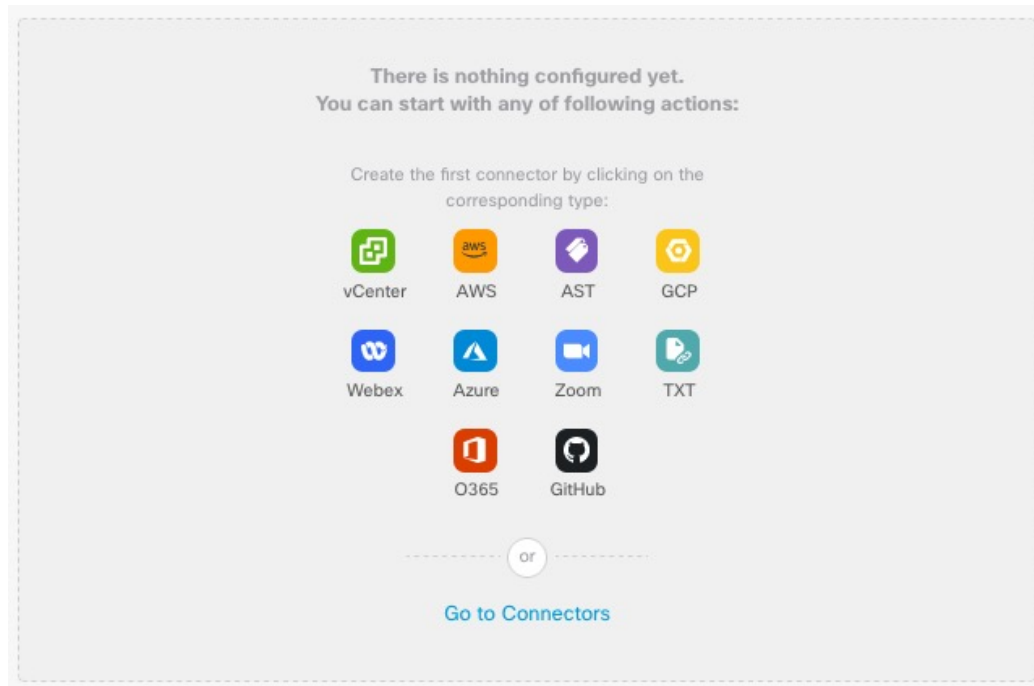 There is nothing configured yet.
You can start with any of following actions:
Create the first connector by clicking on the
corresponding type:
aws
vCenter AWS AST GCP
Webex Azure Zoom TXT
O365 GitHub
or
Go to Connectors